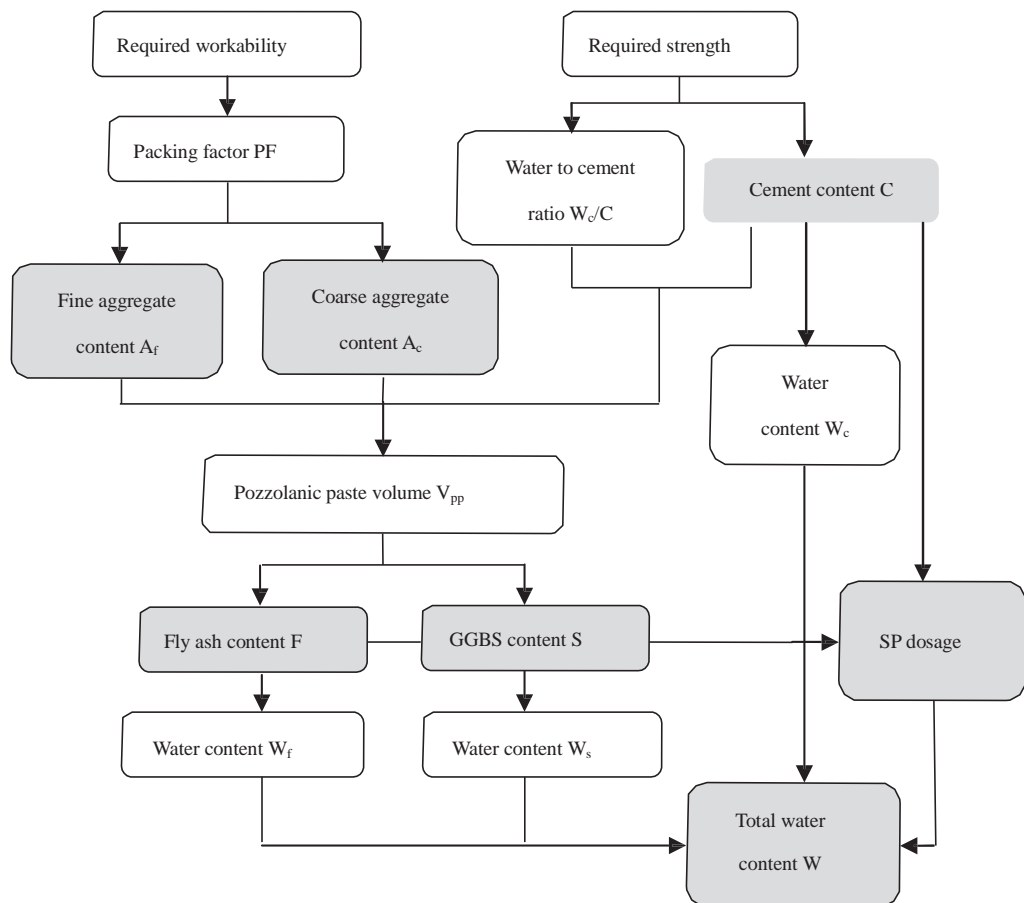 Required workability
Required strength
Packing factor PF
Water to cement
ratio Wc/C
Cement content C
Fine aggregate
content Af
Coarse aggregate
content Ac
Water
content Wc
Pozzolanic paste volume Vpp
Fly ash content F
GGBS content S
SP dosage
Water content Wf
Water content Ws
Total water
content W